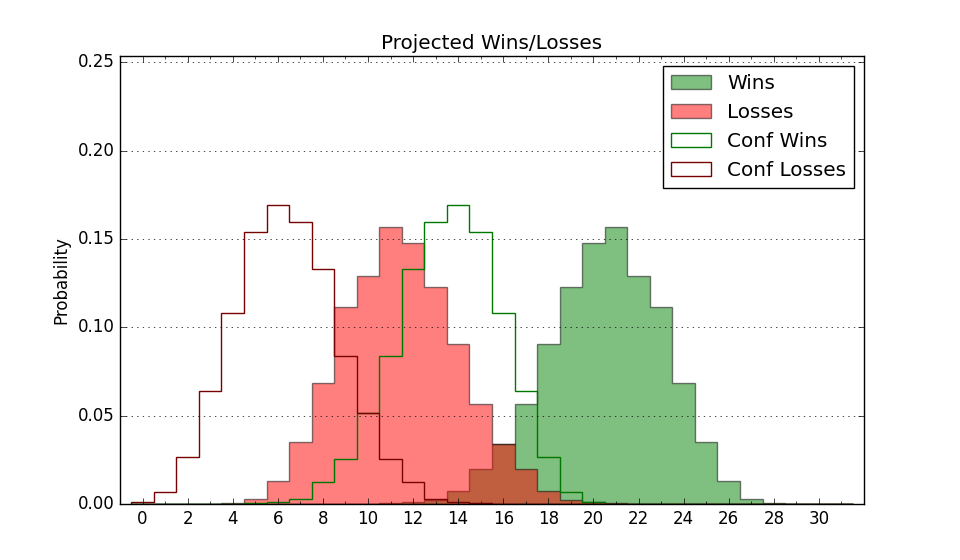 Projected Wins/Losses
0.25
0.20
0.15
0.10
0.05
0.00
Probability
Wins
Losses
Conf Wins
Conf Losses
0 2 4 6 8 10 12 14 16 18 20 22 24 26 28 30